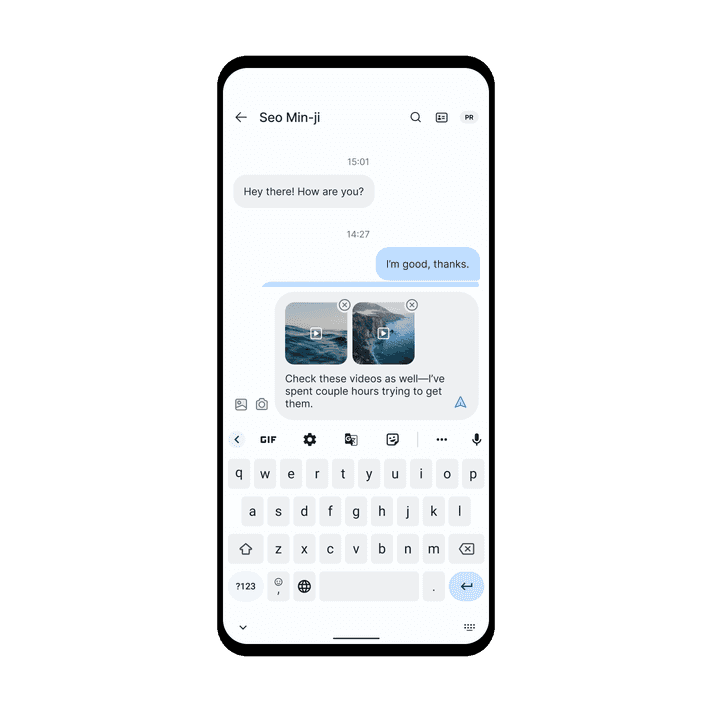 Seo Min-ji
PR
15:01
Hey there! How are you?
14:27
I'm good, thanks.
Check these videos as well—I've
spent couple hours trying to get
them.
GIF
G
q w e r t y u i o p
a s d f g h j k l
z x c v b n m
?123 , .